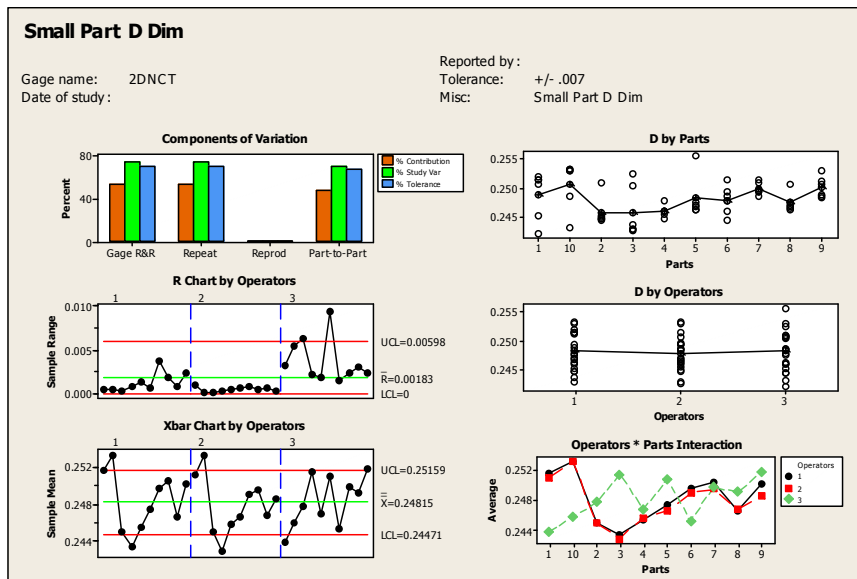 Small Part D Dim
Gage name: 2DNCT
Date of study:
Reported by:
Tolerance: +/- .007
Misc: Small Part D Dim
Components of Variation
80
40
0
Percent
Gage R&R Repeat Reprod Part-to-Part
% Contribution
% Study Var
% Tolerance
D by Parts
0.255
0.250
0.245
1 10 2 3 4 5 6 7 8 9
Parts
R Chart by Operators
1 2 3
0.010
0.005
0.000
Sample Range
UCL=0.00598
R=0.00183
LCL=0
D by Operators
0.255
0.250
0.245
1 2 3
Operators
Xbar Chart by Operators
1 2 3
0.252
0.248
0.244
Sample Mean
UCL=0.25159
X=0.24815
LCL=0.24471
Operators * Parts Interaction
0.252
0.248
0.244
Average
1 10 2 3 4 5 6 7 8 9
Parts
Operators
1
2
3